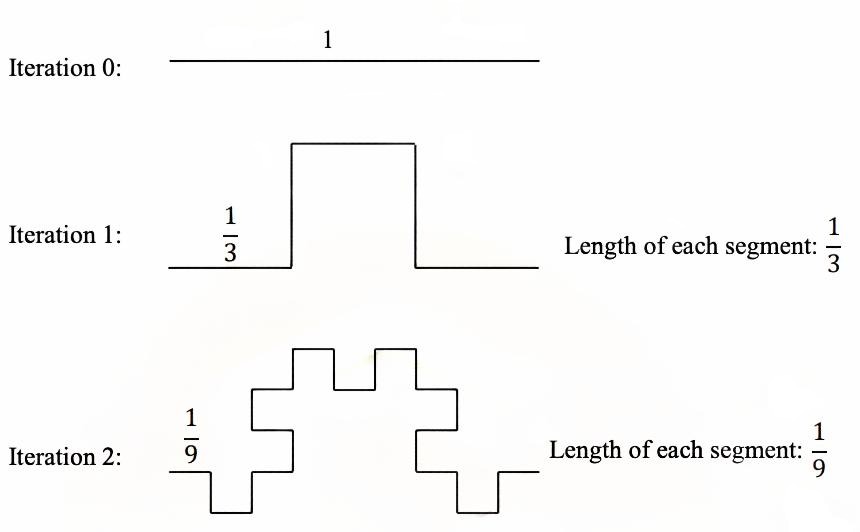 1
Iteration 0:
Iteration 1:
1/3
Length of each segment: 1/3
Iteration 2:
1/9
Length of each segment: 1/9